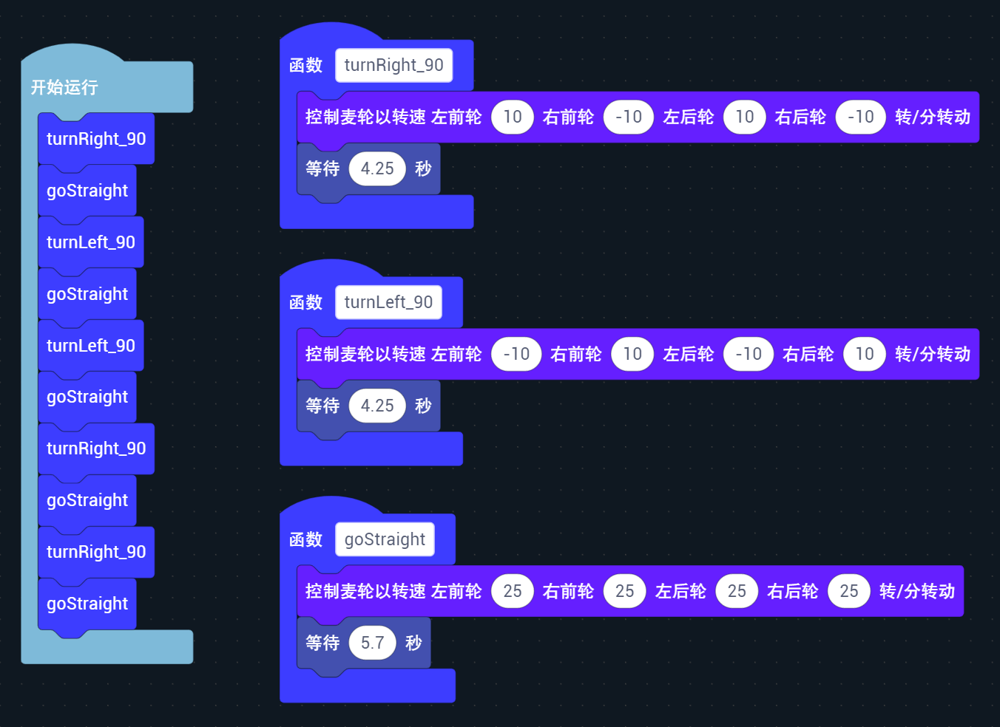 开始运行
turnRight_90
goStraight
turnLeft_90
goStraight
turnLeft_90
goStraight
turnRight_90
goStraight
turnRight_90
goStraight
函数 turnRight_90
控制麦轮以转速 左前轮 10 右前轮 -10 左后轮 10 右后轮 -10 转/分转动
等待 4.25 秒
函数 turnLeft_90
控制麦轮以转速 左前轮 -10 右前轮 10 左后轮 -10 右后轮 10 转/分转动
等待 4.25 秒
函数 goStraight
控制麦轮以转速 左前轮 25 右前轮 25 左后轮 25 右后轮 25 转/分转动
等待 5.7 秒